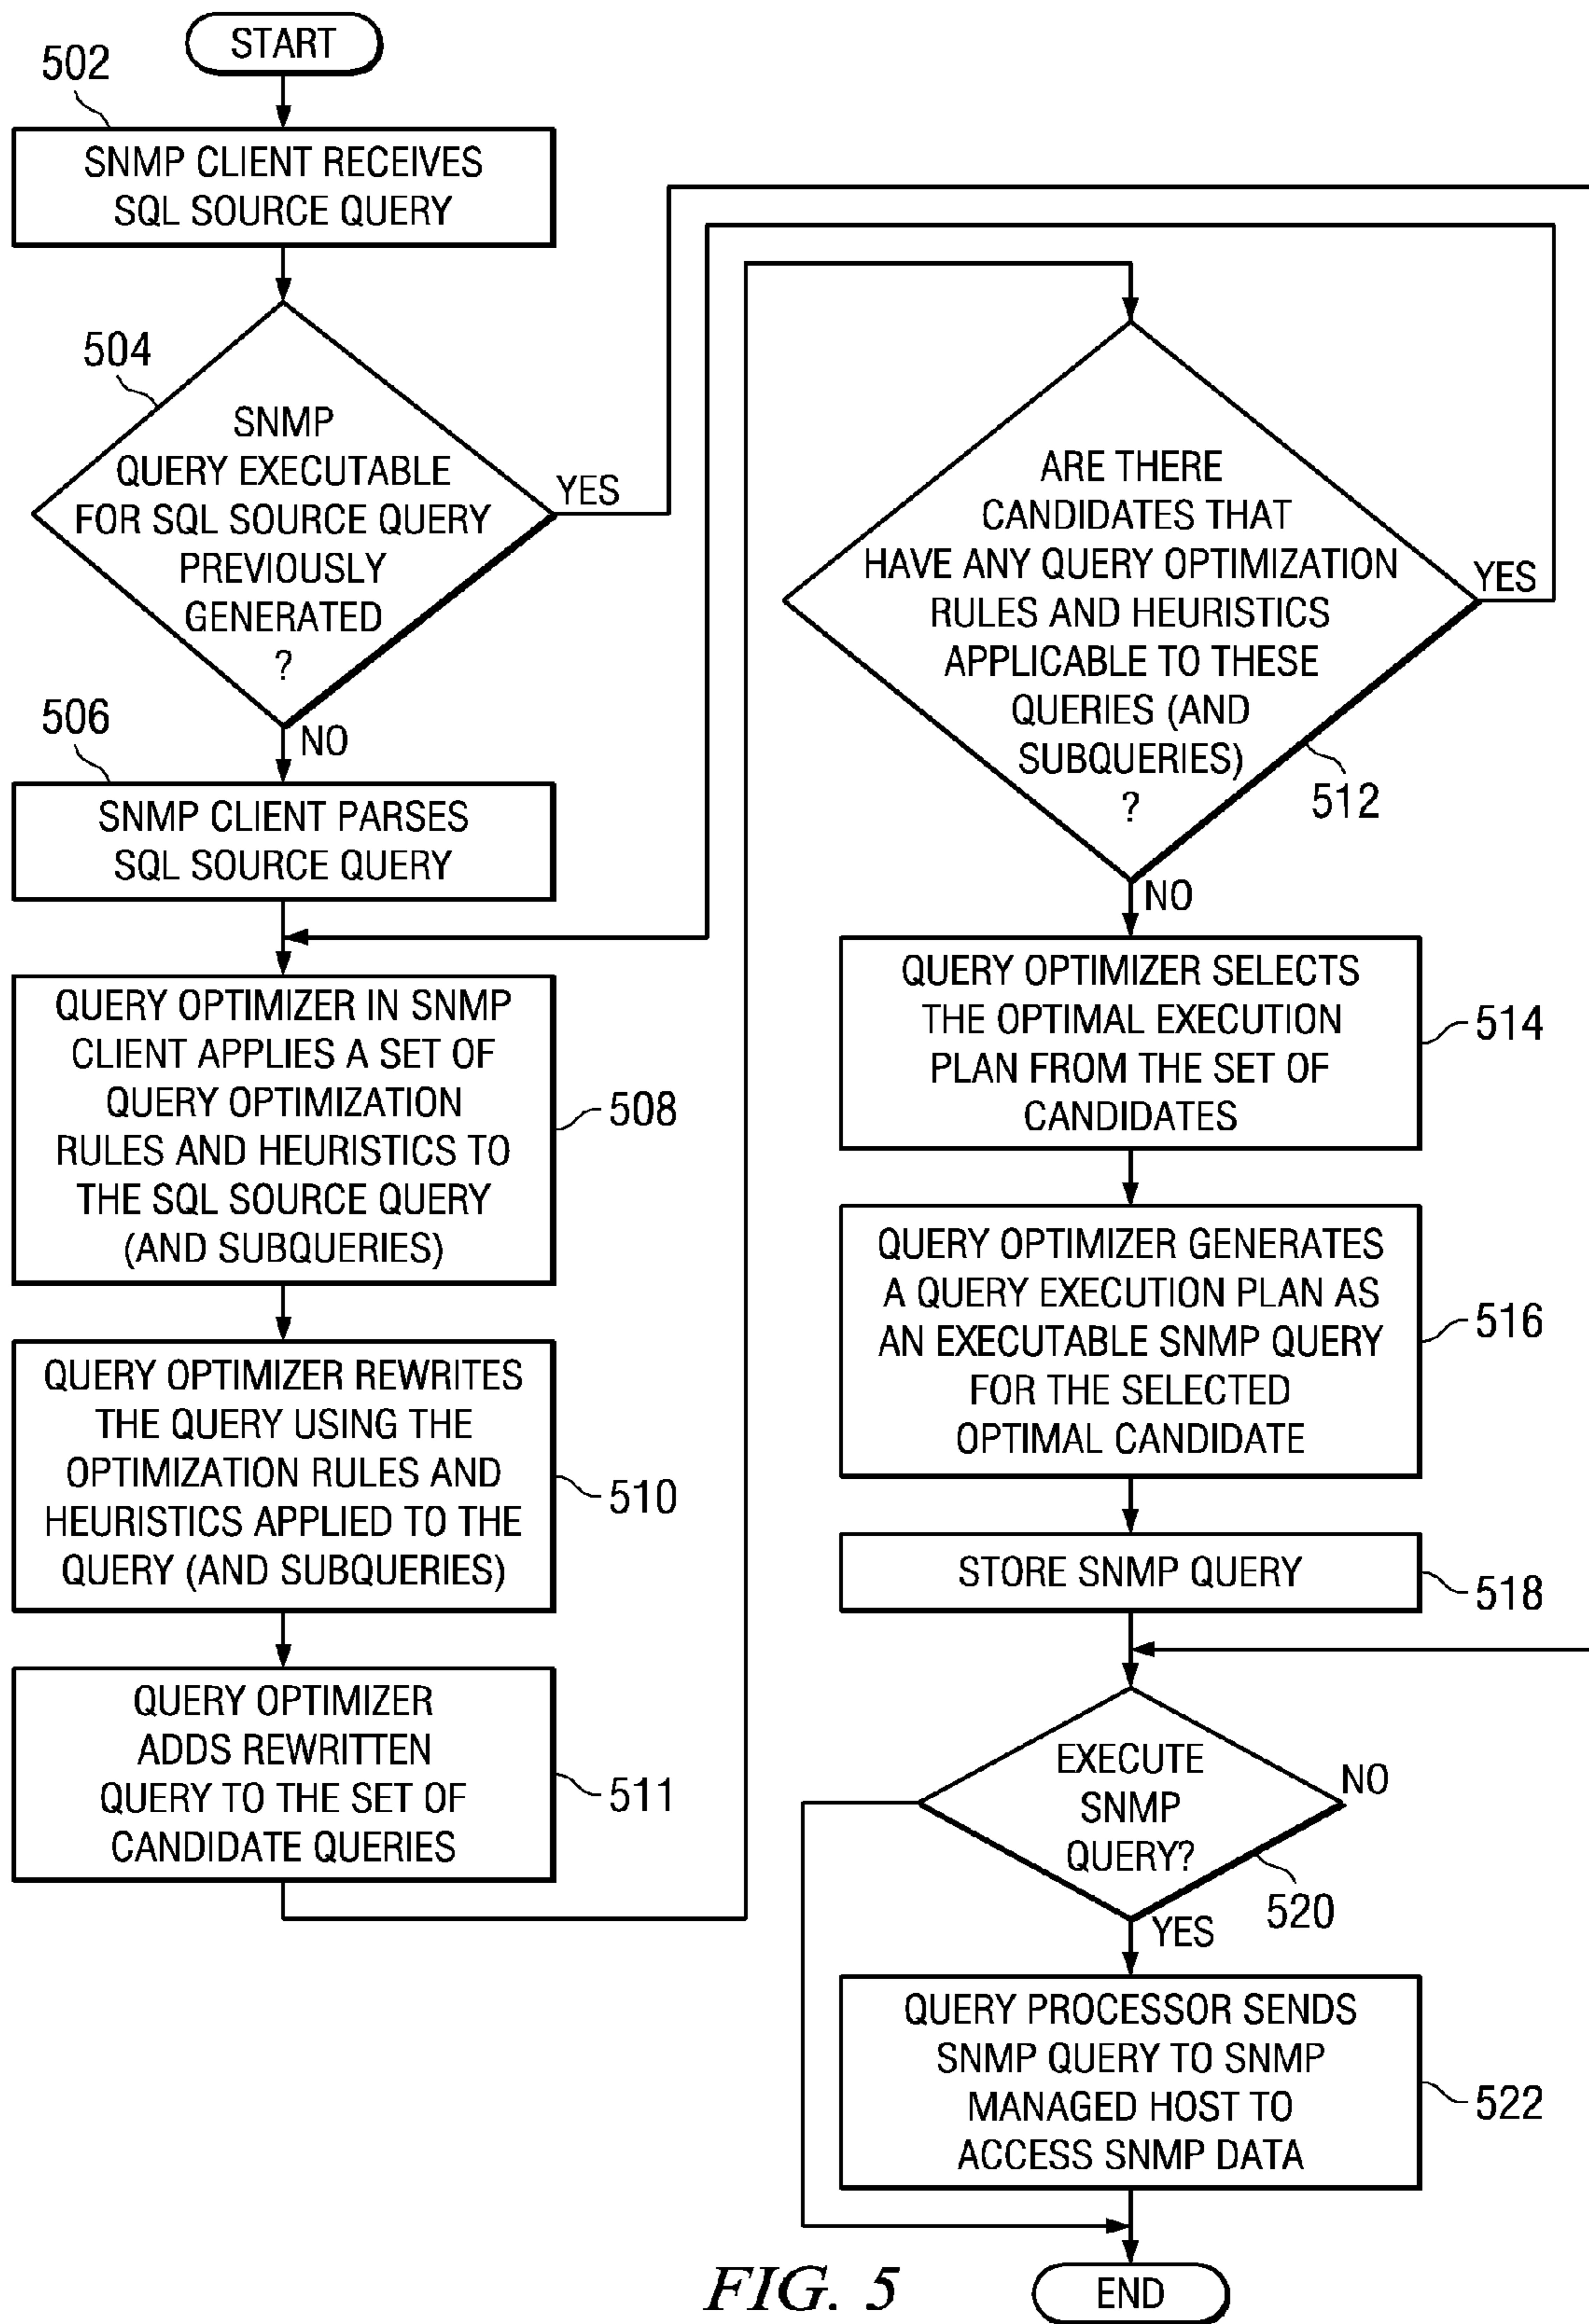 START
502
SNMP CLIENT RECEIVES
SQL SOURCE QUERY
504
SNMP
QUERY EXECUTABLE
FOR SQL SOURCE QUERY
PREVIOUSLY
GENERATED
?
YES
NO
506
SNMP CLIENT PARSES
SQL SOURCE QUERY
QUERY OPTIMIZER IN SNMP
CLIENT APPLIES A SET OF
QUERY OPTIMIZATION
RULES AND HEURISTICS TO
THE SQL SOURCE QUERY
(AND SUBQUERIES)
508
QUERY OPTIMIZER REWRITES
THE QUERY USING THE
OPTIMIZATION RULES AND
HEURISTICS APPLIED TO THE
QUERY (AND SUBQUERIES)
510
QUERY OPTIMIZER
ADDS REWRITTEN
QUERY TO THE SET OF
CANDIDATE QUERIES
511
ARE THERE
CANDIDATES THAT
HAVE ANY QUERY OPTIMIZATION
RULES AND HEURISTICS
APPLICABLE TO THESE
QUERIES (AND
SUBQUERIES)
?
YES
512
NO
QUERY OPTIMIZER SELECTS
THE OPTIMAL EXECUTION
PLAN FROM THE SET OF
CANDIDATES
514
QUERY OPTIMIZER GENERATES
A QUERY EXECUTION PLAN AS
AN EXECUTABLE SNMP QUERY
FOR THE SELECTED
OPTIMAL CANDIDATE
516
STORE SNMP QUERY
518
EXECUTE
SNMP
QUERY?
NO
520
YES
QUERY PROCESSOR SENDS
SNMP QUERY TO SNMP
MANAGED HOST TO
ACCESS SNMP DATA
522
END
FIG. 5